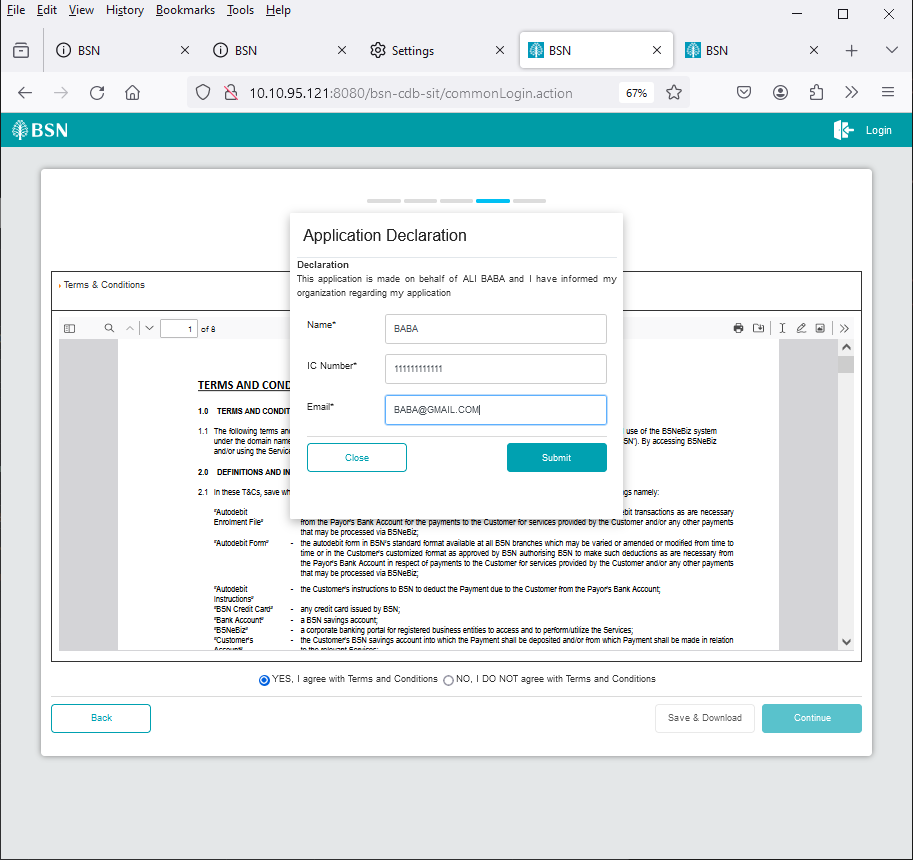 File Edit View History Bookmarks Tools Help
BSN BSN Settings BSN BSN
10.10.95.121:8080/bsn-cdb-sit/commonLogin.action 67%
BSN Login
Application Declaration
Declaration
This application is made on behalf of ALI BABA and I have informed my
organization regarding my application
Name* BABA
IC Number* 111111111111
Email* BABA@GMAIL.COM
Close Submit
› Terms & Conditions
1 of 8
TERMS AND COND
1.0 TERMS AND CONDIT
1.1 The following terms and use of the BSNeBiz system
under the domain name SN'). By accessing BSNeBiz
and/or using the Service
2.0 DEFINITIONS AND IN
2.1 In these T&Cs, save wh gs namely:
"Autodebit bit transactions as are necessary
Enrolment File" from the Payor's Bank Account for the payments to the Customer for services provided by the Customer and/or any other payments
that may be processed via BSNeBiz;
"Autodebit Form" - the autodebit form in BSN's standard format available at all BSN branches which may be varied or amended or modified from time to
time or in the Customer's customized format as approved by BSN authorising BSN to make such deductions as are necessary from
the Payor's Bank Account in respect of payments to the Customer for services provided by the Customer and/or any other payments
that may be processed via BSNeBiz;
"Autodebit - the Customer's instructions to BSN to deduct the Payment due to the Customer from the Payor's Bank Account;
Instructions"
"BSN Credit Card" - any credit card issued by BSN;
"Bank Account" - a BSN savings account;
"BSNeBiz" - a corporate banking portal for registered business entities to access and to perform/utilize the Services;
"Customer's - the Customer's BSN savings account into which the Payment shall be deposited and/or from which Payment shall be made in relation
Account" to the relevant Services;
YES, I agree with Terms and Conditions NO, I DO NOT agree with Terms and Conditions
Back Save & Download Continue